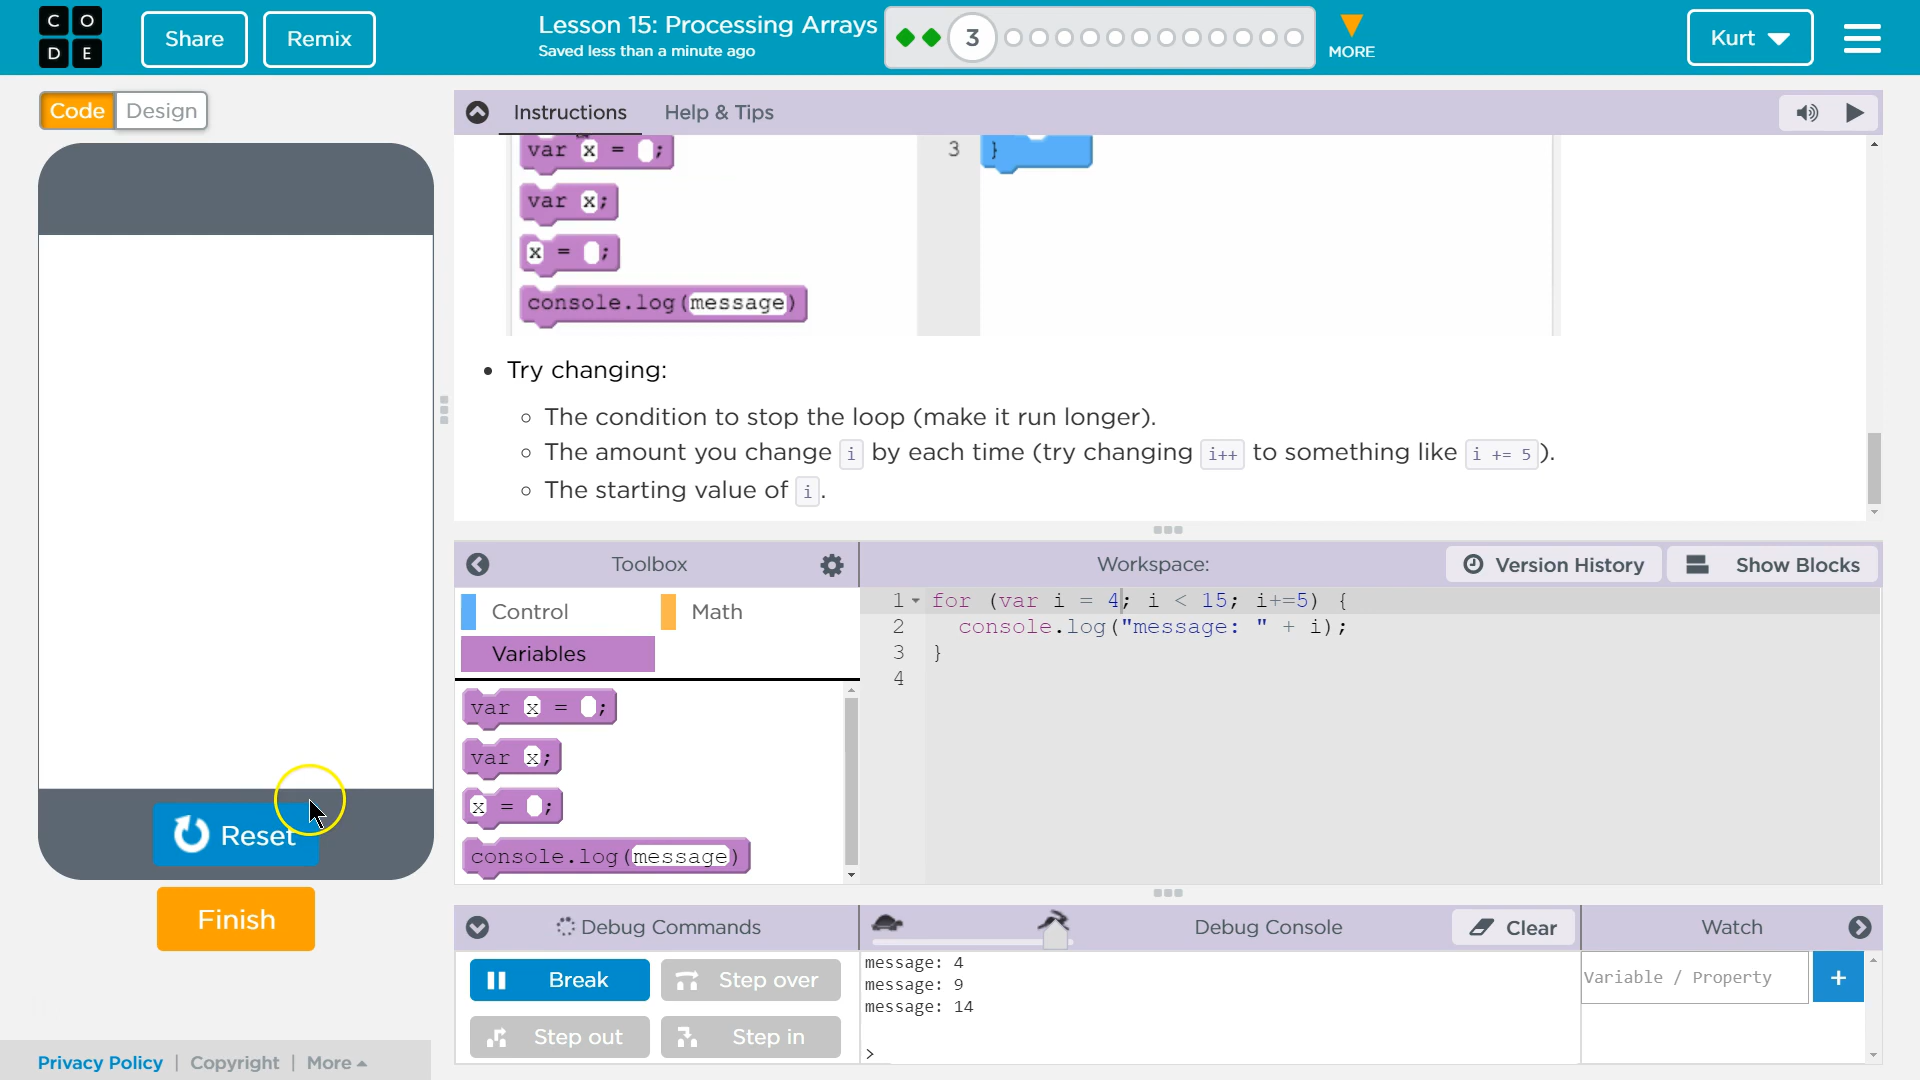 C O
D E
Share
Remix
Lesson 15: Processing Arrays
Saved less than a minute ago
3
MORE
Kurt
Code
Design
Instructions
Help & Tips
var x = ;
var x;
x = ;
console.log(message)
3 }
Try changing:
The condition to stop the loop (make it run longer).
The amount you change i by each time (try changing i++ to something like i += 5).
The starting value of i.
Toolbox
Workspace:
Version History
Show Blocks
Control
Math
Variables
var x = ;
var x;
x = ;
console.log(message)
1 for (var i = 4; i < 15; i+=5) {
2 console.log("message: " + i);
3 }
4
Reset
Finish
Debug Commands
Debug Console
Clear
Watch
Break
Step over
Step out
Step in
message: 4
message: 9
message: 14
>
Variable / Property
+
Privacy Policy | Copyright | More